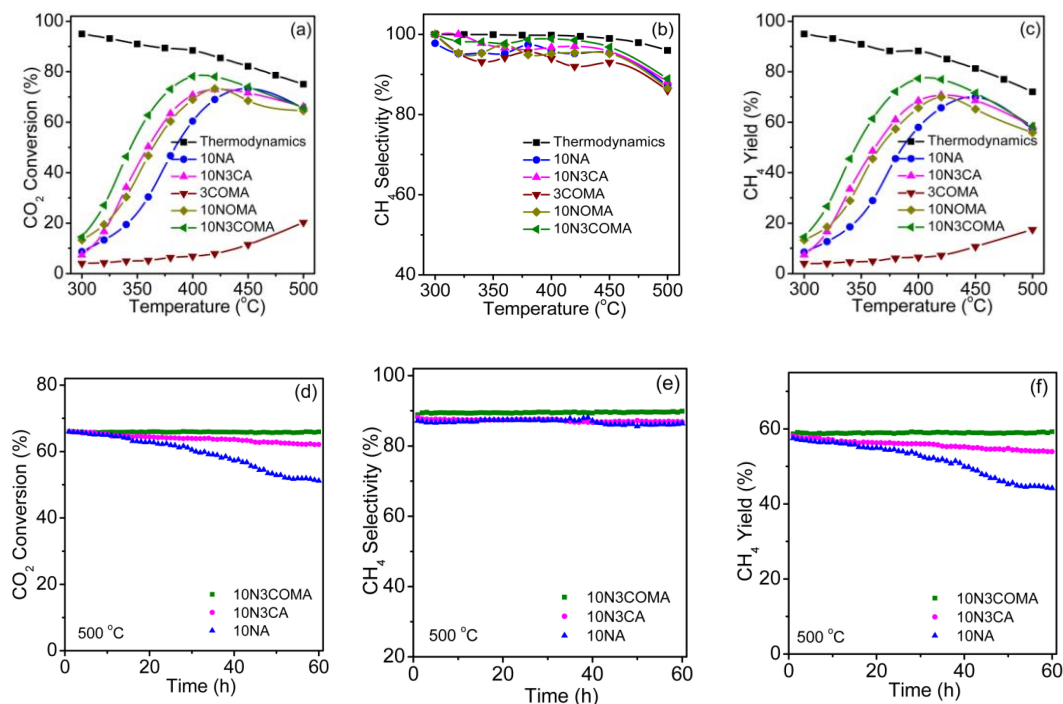 (a)
CO2 Conversion (%)
100
80
60
40
20
0
Thermodynamics
10NA
10N3CA
3COMA
10NOMA
10N3COMA
300 350 400 450 500
Temperature (°C)
(b)
CH4 Selectivity (%)
100
80
60
40
Thermodynamics
10NA
10N3CA
3COMA
10NOMA
10N3COMA
300 350 400 450 500
Temperature (°C)
(c)
CH4 Yield (%)
100
80
60
40
20
0
Thermodynamics
10NA
10N3CA
3COMA
10NOMA
10N3COMA
300 350 400 450 500
Temperature (°C)
(d)
CO2 Conversion (%)
80
60
40
20
0
10N3COMA
10N3CA
10NA
500 °C
0 20 40 60
Time (h)
(e)
CH4 Selectivity (%)
100
80
60
40
20
10N3COMA
10N3CA
10NA
500 °C
0 20 40 60
Time (h)
(f)
CH4 Yield (%)
60
40
20
0
10N3COMA
10N3CA
10NA
500 °C
0 20 40 60
Time (h)